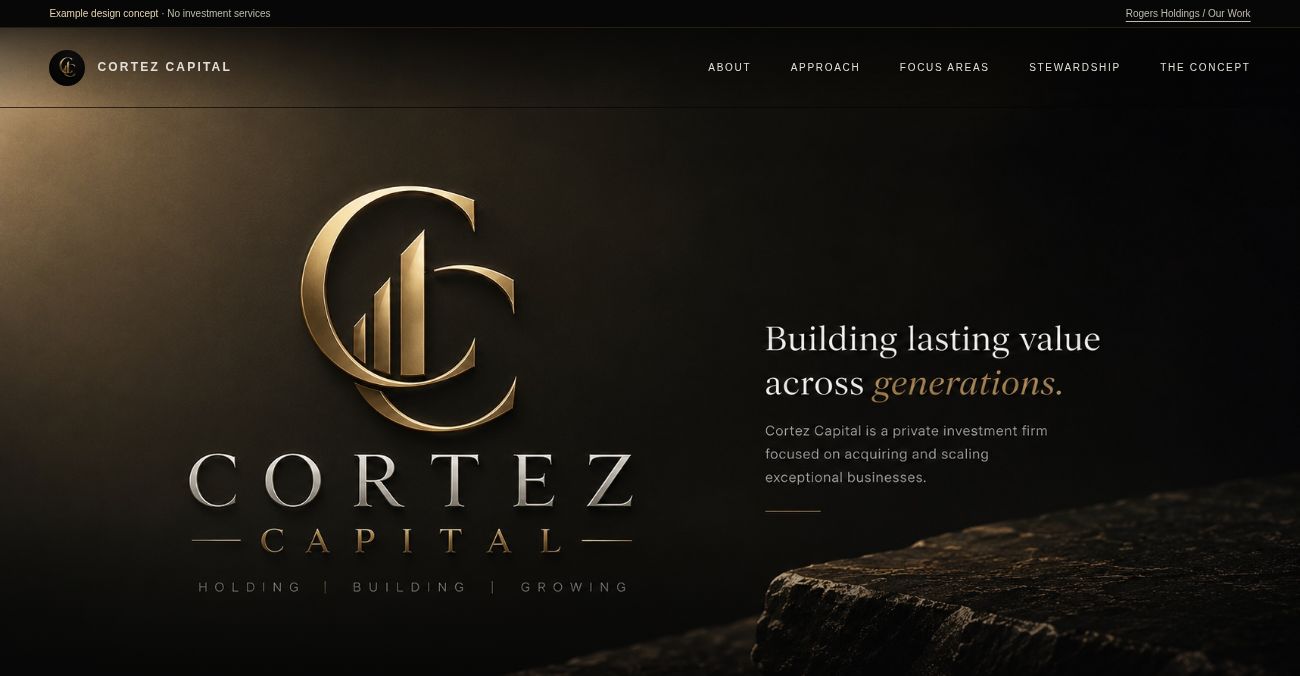 Example design concept · No investment services
Rogers Holdings / Our Work
CORTEZ CAPITAL
ABOUT
APPROACH
FOCUS AREAS
STEWARDSHIP
THE CONCEPT
CORTEZ
CAPITAL
HOLDING | BUILDING | GROWING
Building lasting value
across generations.
Cortez Capital is a private investment firm
focused on acquiring and scaling
exceptional businesses.